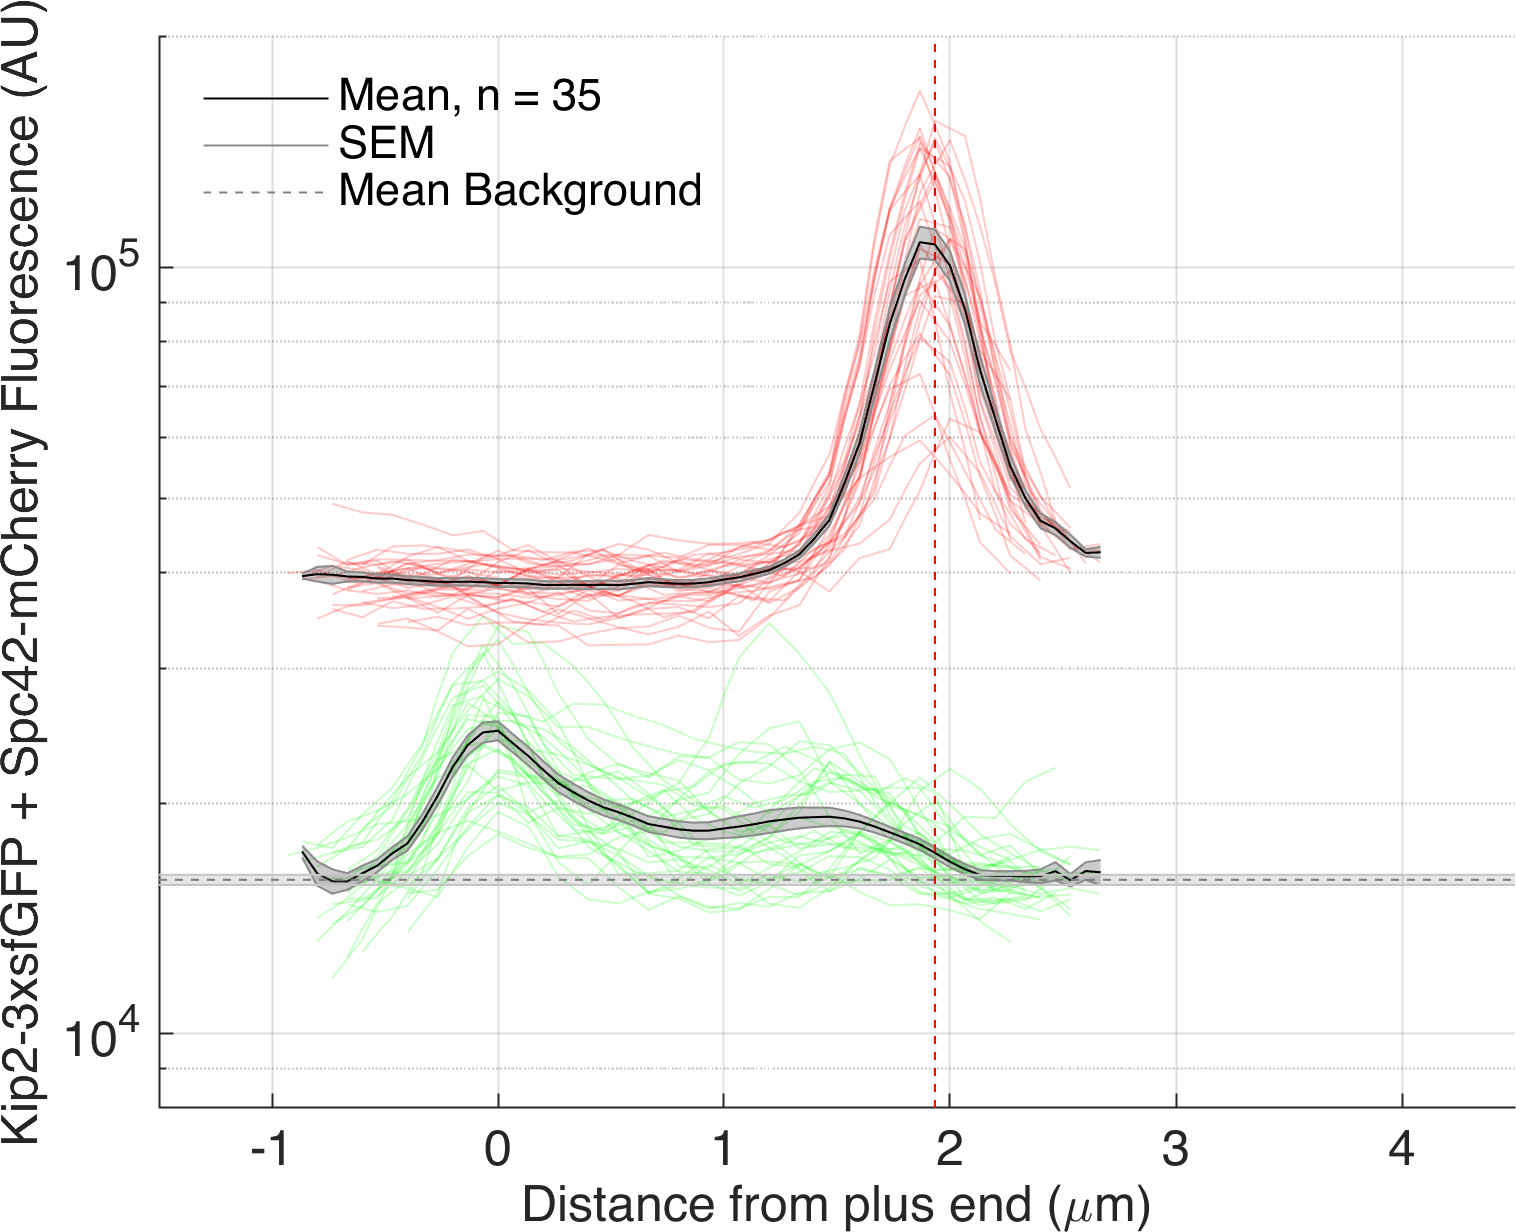 Kip2-3xsfGFP + Spc42-mCherry Fluorescence (AU)
Mean, n = 35
SEM
Mean Background
10^5
10^4
-1 0 1 2 3 4
Distance from plus end (μm)